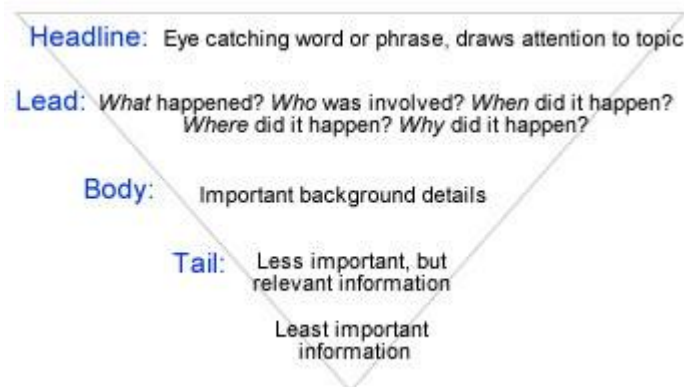 Headline: Eye catching word or phrase, draws attention to topic
Lead: What happened? Who was involved? When did it happen?
Where did it happen? Why did it happen?
Body: Important background details
Tail: Less important, but
relevant information
Least important
information